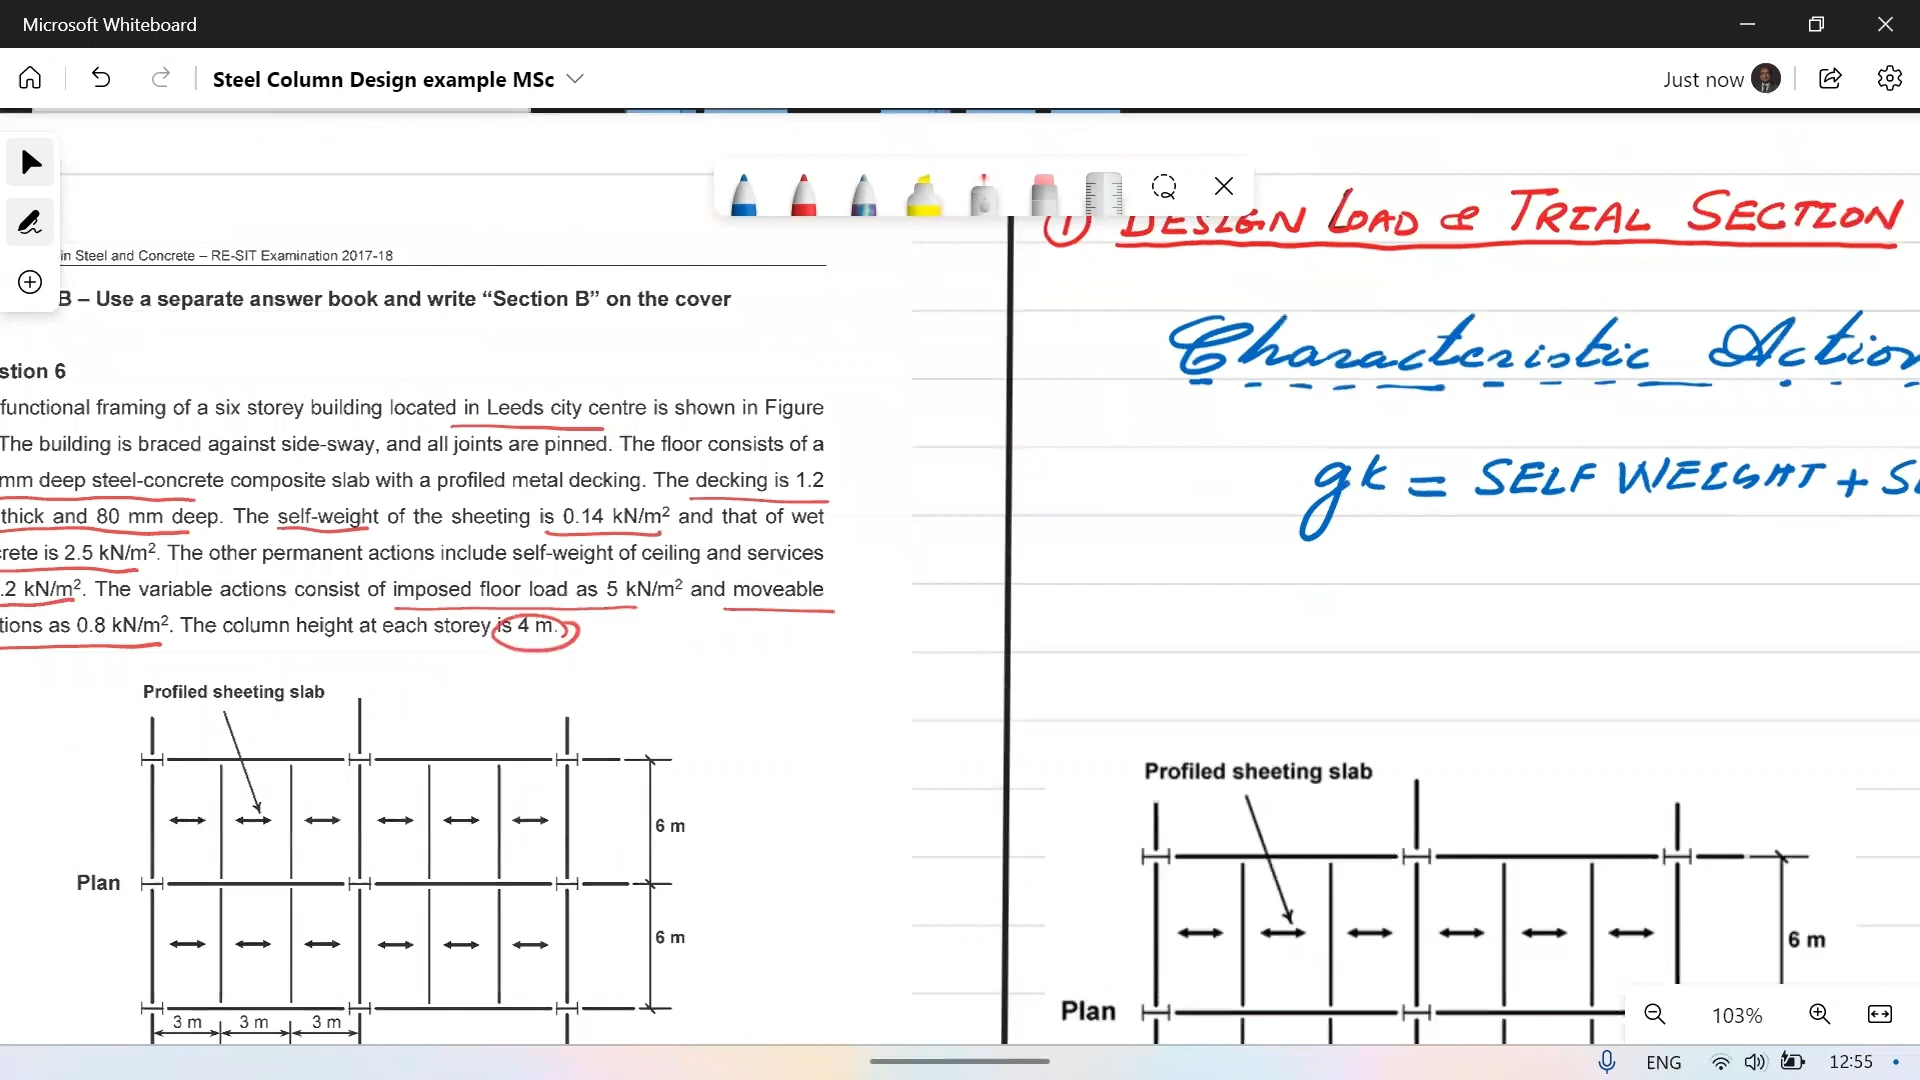 Microsoft Whiteboard
Steel Column Design example MSc
Just now
in Steel and Concrete – RE-SIT Examination 2017-18
B – Use a separate answer book and write “Section B” on the cover
stion 6
functional framing of a six storey building located in Leeds city centre is shown in Figure
The building is braced against side-sway, and all joints are pinned. The floor consists of a
mm deep steel-concrete composite slab with a profiled metal decking. The decking is 1.2
thick and 80 mm deep. The self-weight of the sheeting is 0.14 kN/m² and that of wet
crete is 2.5 kN/m². The other permanent actions include self-weight of ceiling and services
.2 kN/m². The variable actions consist of imposed floor load as 5 kN/m² and moveable
tions as 0.8 kN/m². The column height at each storey is 4 m.
Profiled sheeting slab
6 m
Plan
6 m
3 m 3 m 3 m
① DESIGN LOAD & TRIAL SECTION
Characteristic Action
gk = SELF WEIGHT + S
Profiled sheeting slab
6 m
Plan
103%
ENG
12:55